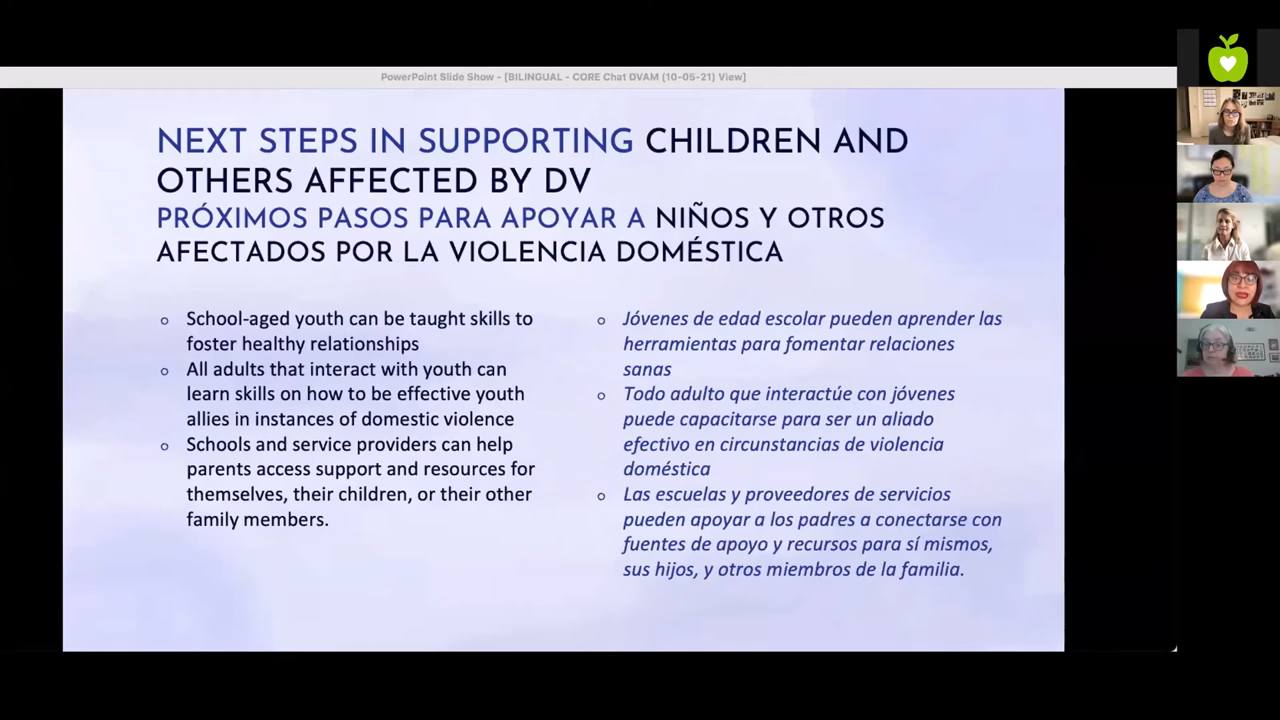 PowerPoint Slide Show - [BILINGUAL - CORE Chat DVAM (10-05-21) View]
NEXT STEPS IN SUPPORTING CHILDREN AND
OTHERS AFFECTED BY DV
PRÓXIMOS PASOS PARA APOYAR A NIÑOS Y OTROS
AFECTADOS POR LA VIOLENCIA DOMÉSTICA
School-aged youth can be taught skills to
foster healthy relationships
All adults that interact with youth can
learn skills on how to be effective youth
allies in instances of domestic violence
Schools and service providers can help
parents access support and resources for
themselves, their children, or their other
family members.
Jóvenes de edad escolar pueden aprender las
herramientas para fomentar relaciones
sanas
Todo adulto que interactúe con jóvenes
puede capacitarse para ser un aliado
efectivo en circunstancias de violencia
doméstica
Las escuelas y proveedores de servicios
pueden apoyar a los padres a conectarse con
fuentes de apoyo y recursos para sí mismos,
sus hijos, y otros miembros de la familia.